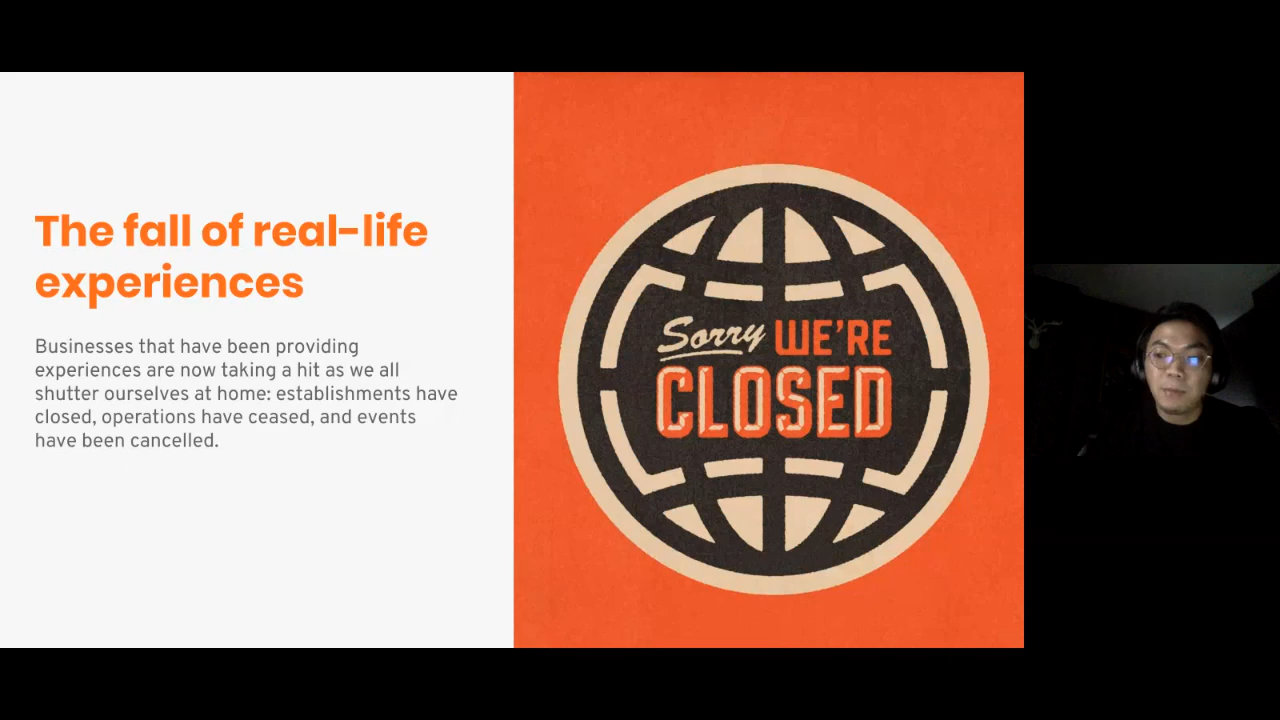 The fall of real-life
experiences
Businesses that have been providing
experiences are now taking a hit as we all
shutter ourselves at home: establishments have
closed, operations have ceased, and events
have been cancelled.
Sorry WE'RE
CLOSED